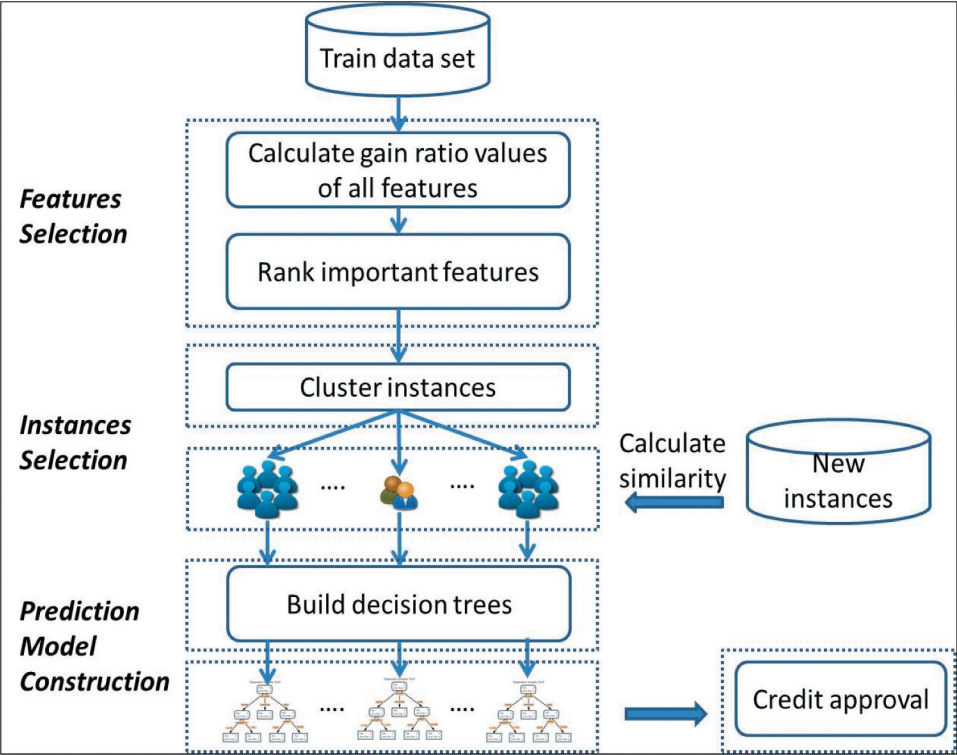 Train data set
Calculate gain ratio values
of all features
Features
Selection
Rank important features
Cluster instances
Instances
Selection
Calculate
similarity
New
instances
....
....
Build decision trees
Prediction
Model
Construction
....
....
Credit approval